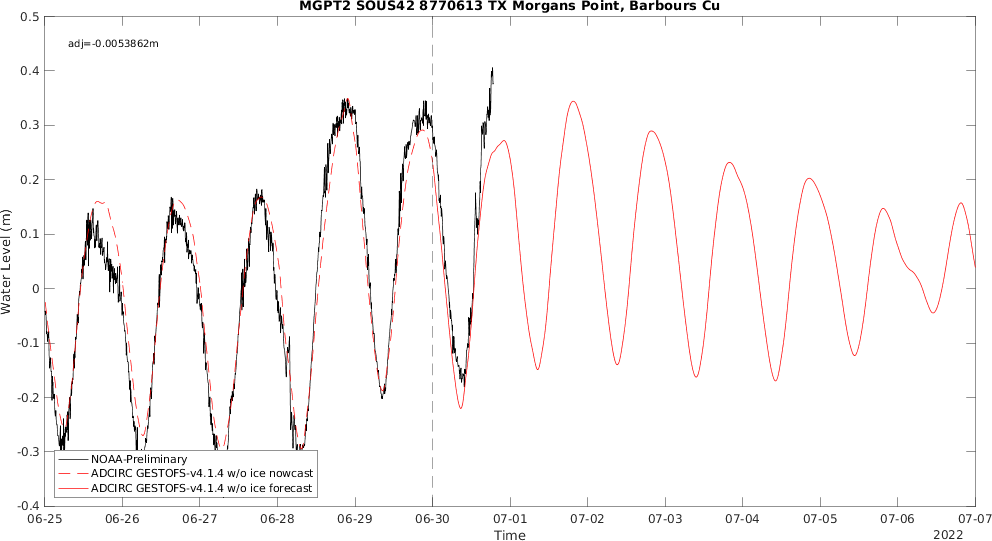 MGPT2 SOUS42 8770613 TX Morgans Point, Barbours Cu
adj=-0.0053862m
0.5
0.4
0.3
0.2
0.1
0
-0.1
-0.2
-0.3
-0.4
Water Level (m)
NOAA-Preliminary
ADCIRC GESTOFS-v4.1.4 w/o ice nowcast
ADCIRC GESTOFS-v4.1.4 w/o ice forecast
06-25 06-26 06-27 06-28 06-29 06-30 07-01 07-02 07-03 07-04 07-05 07-06 07-07
Time
2022